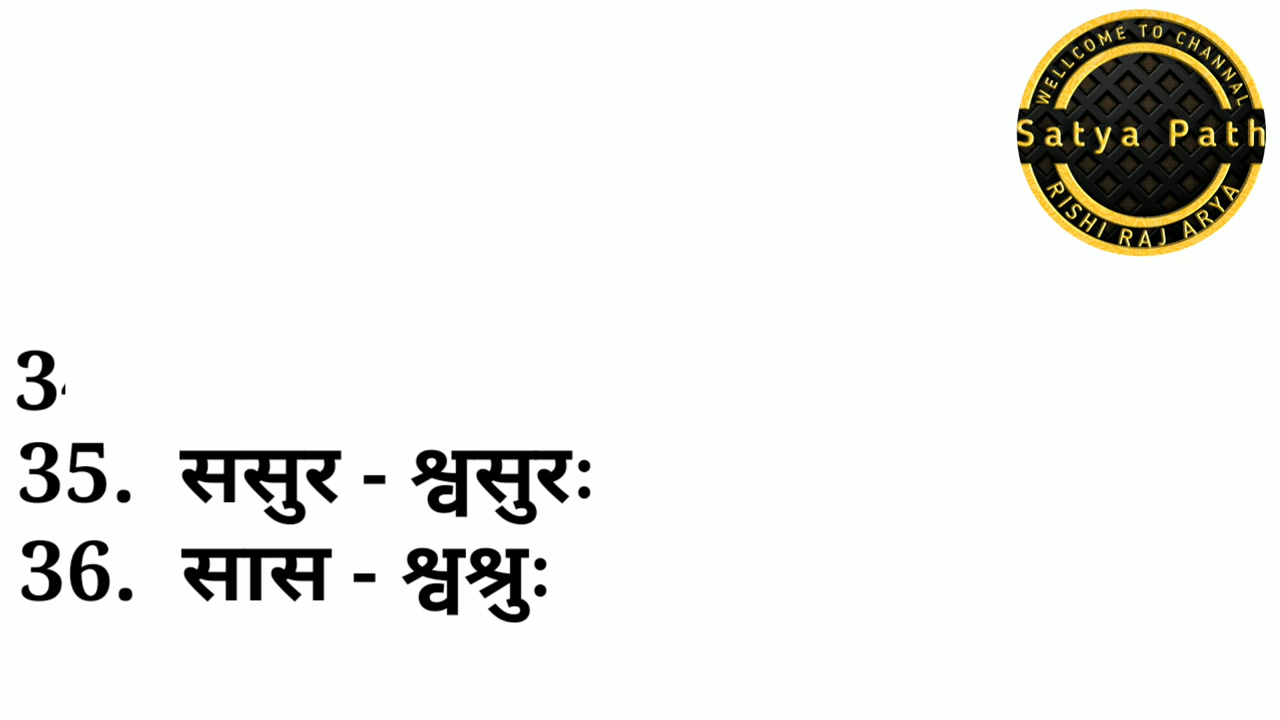 WELLCOME TO CHANNAL
Satya Path
RISHI RAJ ARYA
35. ससुर - श्वसुरः
36. सास - श्वश्रुः